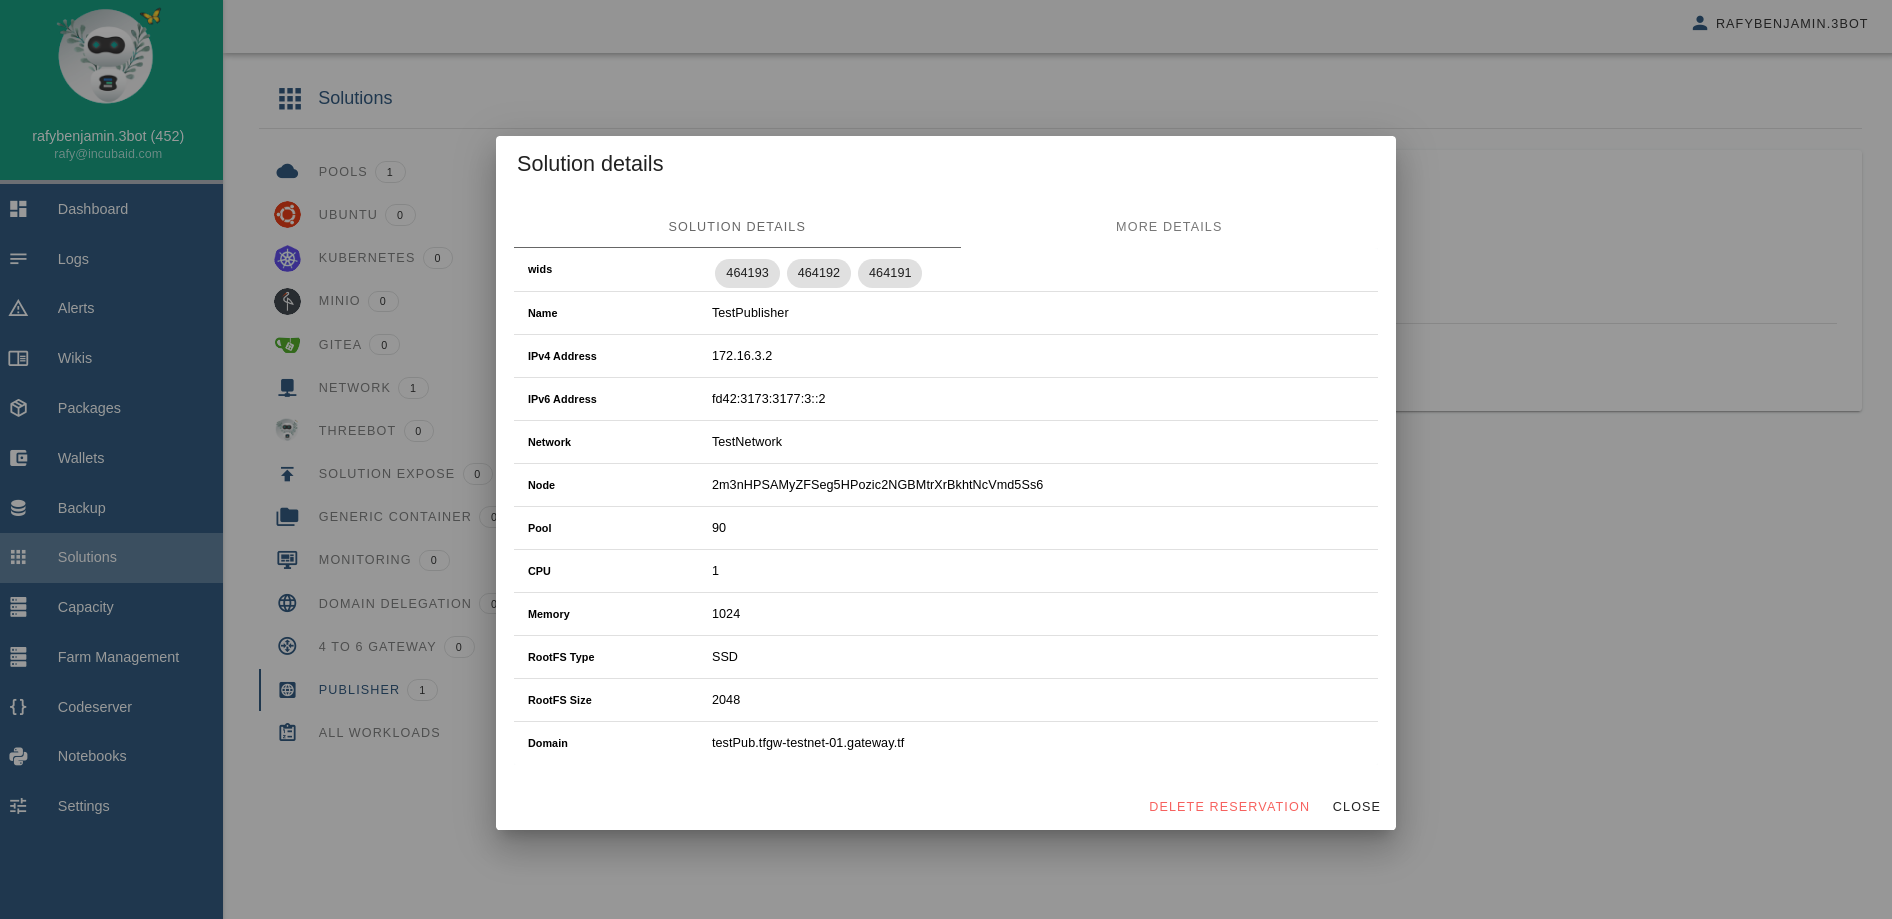 rafybenjamin.3bot (452)
rafy@incubaid.com
Dashboard
Logs
Alerts
Wikis
Packages
Wallets
Backup
Solutions
Capacity
Farm Management
Codeserver
Notebooks
Settings
RAFYBENJAMIN.3BOT
Solutions
POOLS 1
UBUNTU 0
KUBERNETES 0
MINIO 0
GITEA 0
NETWORK 1
THREEBOT 0
SOLUTION EXPOSE 0
GENERIC CONTAINER 0
MONITORING 0
DOMAIN DELEGATION 0
4 TO 6 GATEWAY 0
PUBLISHER 1
ALL WORKLOADS
Solution details
SOLUTION DETAILS MORE DETAILS
wids 464193 464192 464191
Name TestPublisher
IPv4 Address 172.16.3.2
IPv6 Address fd42:3173:3177:3::2
Network TestNetwork
Node 2m3nHPSAMyZFSeg5HPozic2NGBMtrXrBkhtNcVmd5Ss6
Pool 90
CPU 1
Memory 1024
RootFS Type SSD
RootFS Size 2048
Domain testPub.tfgw-testnet-01.gateway.tf
DELETE RESERVATION CLOSE